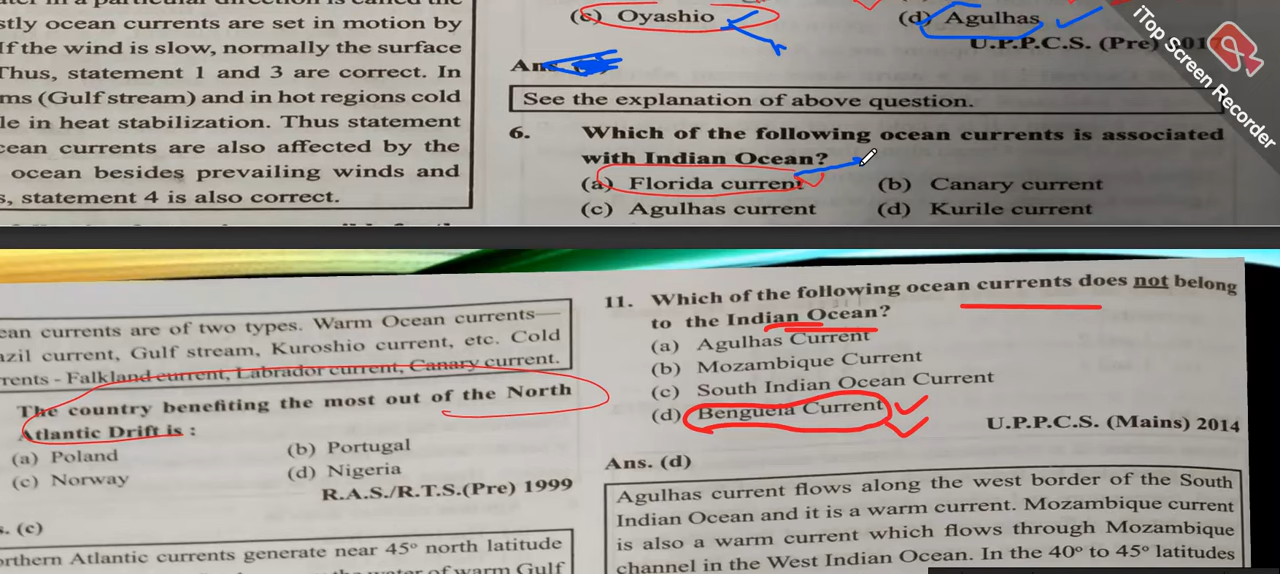 stly ocean currents are set in motion by
If the wind is slow, normally the surface
Thus, statement 1 and 3 are correct. In
ms (Gulf stream) and in hot regions cold
le in heat stabilization. Thus statement
cean currents are also affected by the
ocean besides prevailing winds and
s, statement 4 is also correct.
(c) Oyashio (d) Agulhas
U.P.P.C.S. (Pre) 2017
See the explanation of above question.
6. Which of the following ocean currents is associated
with Indian Ocean?
(a) Florida current (b) Canary current
(c) Agulhas current (d) Kurile current
iTop Screen Recorder
ean currents are of two types. Warm Ocean currents—
azil current, Gulf stream, Kuroshio current, etc. Cold
rrents - Falkland current, Labrador current, Canary current.
The country benefiting the most out of the North
Atlantic Drift is :
(a) Poland (b) Portugal
(c) Norway (d) Nigeria
R.A.S./R.T.S.(Pre) 1999
s. (c)
rthern Atlantic currents generate near 45° north latitude
11. Which of the following ocean currents does not belong
to the Indian Ocean?
(a) Agulhas Current
(b) Mozambique Current
(c) South Indian Ocean Current
(d) Benguela Current
U.P.P.C.S. (Mains) 2014
Ans. (d)
Agulhas current flows along the west border of the South
Indian Ocean and it is a warm current. Mozambique current
is also a warm current which flows through Mozambique
channel in the West Indian Ocean. In the 40° to 45° latitudes